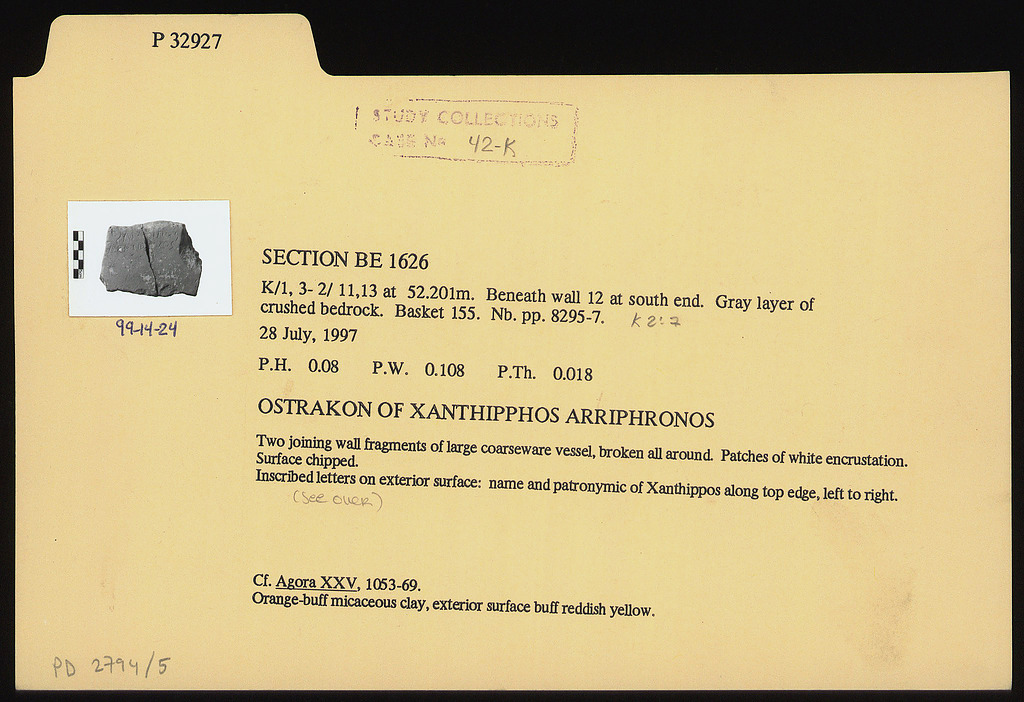 P 32927
STUDY COLLECTIONS
CASE No 42-K
99-14-24
SECTION BE 1626
K/1, 3- 2/ 11,13 at 52.201m. Beneath wall 12 at south end. Gray layer of
crushed bedrock. Basket 155. Nb. pp. 8295-7.
28 July, 1997
P.H. 0.08 P.W. 0.108 P.Th. 0.018
OSTRAKON OF XANTHIPPHOS ARRIPHRONOS
Two joining wall fragments of large coarseware vessel, broken all around. Patches of white encrustation.
Surface chipped.
Inscribed letters on exterior surface: name and patronymic of Xanthippos along top edge, left to right.
(see over)
Cf. Agora XXV, 1053-69.
Orange-buff micaceous clay, exterior surface buff reddish yellow.
PD 2794/5